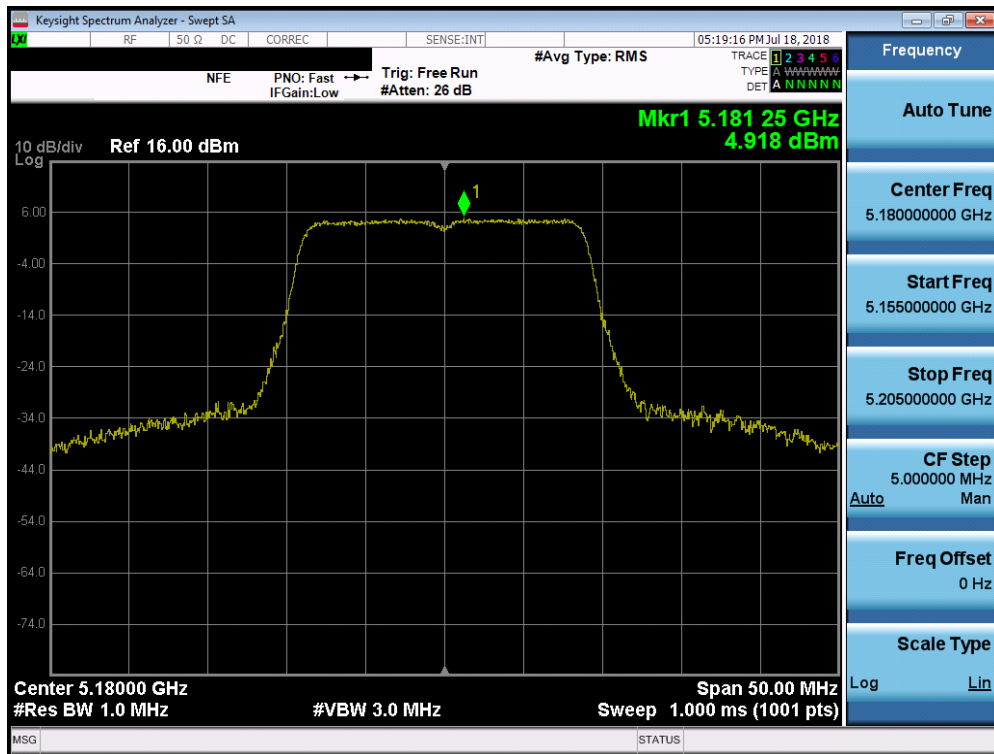 Keysight Spectrum Analyzer - Swept SA
LXI RF 50 Ω DC CORREC SENSE:INT 05:19:16 PM Jul 18, 2018
NFE PNO: Fast Trig: Free Run #Avg Type: RMS TRACE 1 2 3 4 5 6
IFGain:Low #Atten: 26 dB TYPE A WWWWW
DET A N N N N N
Mkr1 5.181 25 GHz
4.918 dBm
10 dB/div Ref 16.00 dBm
Log
1
6.00
-4.00
-14.0
-24.0
-34.0
-44.0
-54.0
-64.0
-74.0
Center 5.18000 GHz Span 50.00 MHz
#Res BW 1.0 MHz #VBW 3.0 MHz Sweep 1.000 ms (1001 pts)
MSG STATUS
Frequency
Auto Tune
Center Freq
5.180000000 GHz
Start Freq
5.155000000 GHz
Stop Freq
5.205000000 GHz
CF Step
5.000000 MHz
Auto Man
Freq Offset
0 Hz
Scale Type
Log Lin